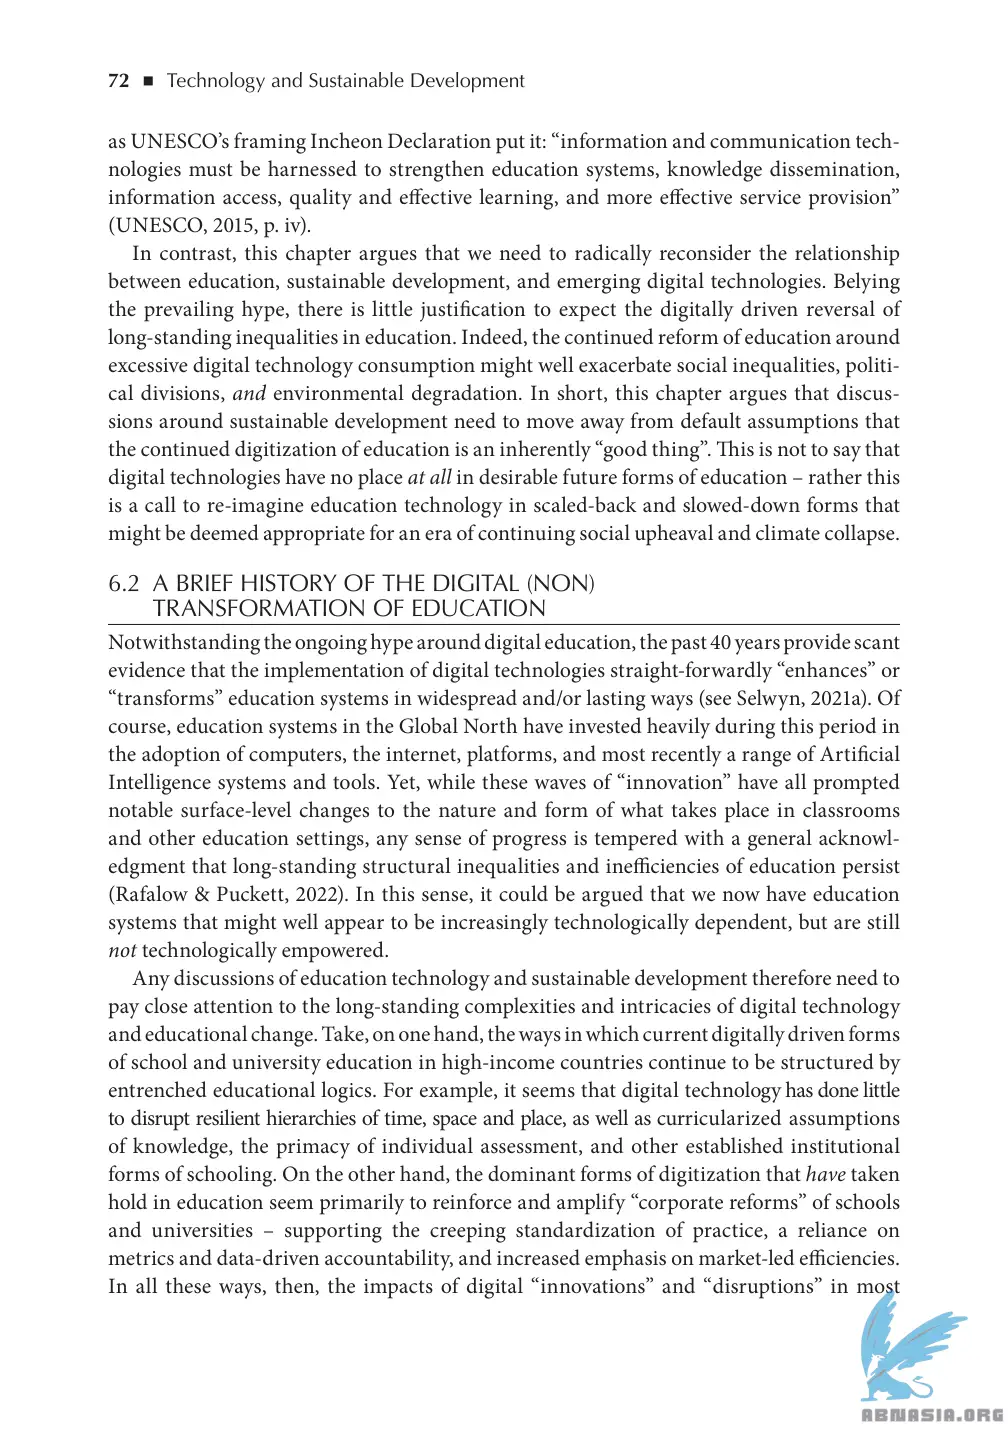 72 ■ Technology and Sustainable Development
as UNESCO’s framing Incheon Declaration put it: “information and communication tech-
nologies must be harnessed to strengthen education systems, knowledge dissemination,
information access, quality and effective learning, and more effective service provision”
(UNESCO, 2015, p. iv).
In contrast, this chapter argues that we need to radically reconsider the relationship
between education, sustainable development, and emerging digital technologies. Belying
the prevailing hype, there is little justification to expect the digitally driven reversal of
long-standing inequalities in education. Indeed, the continued reform of education around
excessive digital technology consumption might well exacerbate social inequalities, politi-
cal divisions, and environmental degradation. In short, this chapter argues that discus-
sions around sustainable development need to move away from default assumptions that
the continued digitization of education is an inherently “good thing”. This is not to say that
digital technologies have no place at all in desirable future forms of education – rather this
is a call to re-imagine education technology in scaled-back and slowed-down forms that
might be deemed appropriate for an era of continuing social upheaval and climate collapse.
6.2 A BRIEF HISTORY OF THE DIGITAL (NON)
TRANSFORMATION OF EDUCATION
Notwithstanding the ongoing hype around digital education, the past 40 years provide scant
evidence that the implementation of digital technologies straight-forwardly “enhances” or
“transforms” education systems in widespread and/or lasting ways (see Selwyn, 2021a). Of
course, education systems in the Global North have invested heavily during this period in
the adoption of computers, the internet, platforms, and most recently a range of Artificial
Intelligence systems and tools. Yet, while these waves of “innovation” have all prompted
notable surface-level changes to the nature and form of what takes place in classrooms
and other education settings, any sense of progress is tempered with a general acknowl-
edgment that long-standing structural inequalities and inefficiencies of education persist
(Rafalow & Puckett, 2022). In this sense, it could be argued that we now have education
systems that might well appear to be increasingly technologically dependent, but are still
not technologically empowered.
Any discussions of education technology and sustainable development therefore need to
pay close attention to the long-standing complexities and intricacies of digital technology
and educational change. Take, on one hand, the ways in which current digitally driven forms
of school and university education in high-income countries continue to be structured by
entrenched educational logics. For example, it seems that digital technology has done little
to disrupt resilient hierarchies of time, space and place, as well as curricularized assumptions
of knowledge, the primacy of individual assessment, and other established institutional
forms of schooling. On the other hand, the dominant forms of digitization that have taken
hold in education seem primarily to reinforce and amplify “corporate reforms” of schools
and universities – supporting the creeping standardization of practice, a reliance on
metrics and data-driven accountability, and increased emphasis on market-led efficiencies.
In all these ways, then, the impacts of digital “innovations” and “disruptions” in most
ABNASIA.ORG